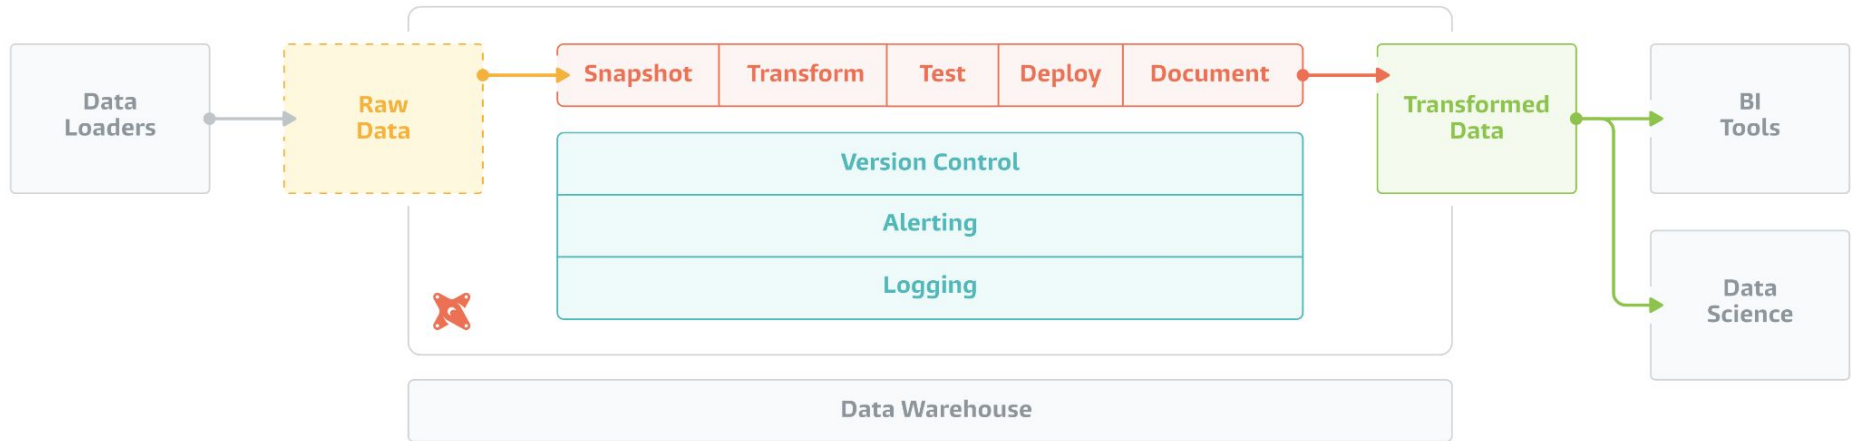 Data
Loaders
Raw
Data
Snapshot
Transform
Test
Deploy
Document
Version Control
Alerting
Logging
Transformed
Data
BI
Tools
Data
Science
Data Warehouse